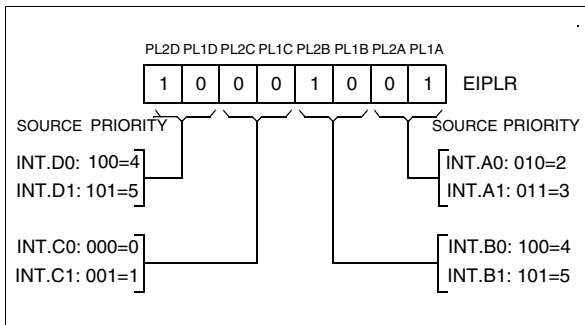 PL2D PL1D PL2C PL1C PL2B PL1B PL2A PL1A
1 0 0 0 1 0 0 1 EIPLR
SOURCE PRIORITY
INT.D0: 100=4
INT.D1: 101=5
INT.C0: 000=0
INT.C1: 001=1
SOURCE PRIORITY
INT.A0: 010=2
INT.A1: 011=3
INT.B0: 100=4
INT.B1: 101=5